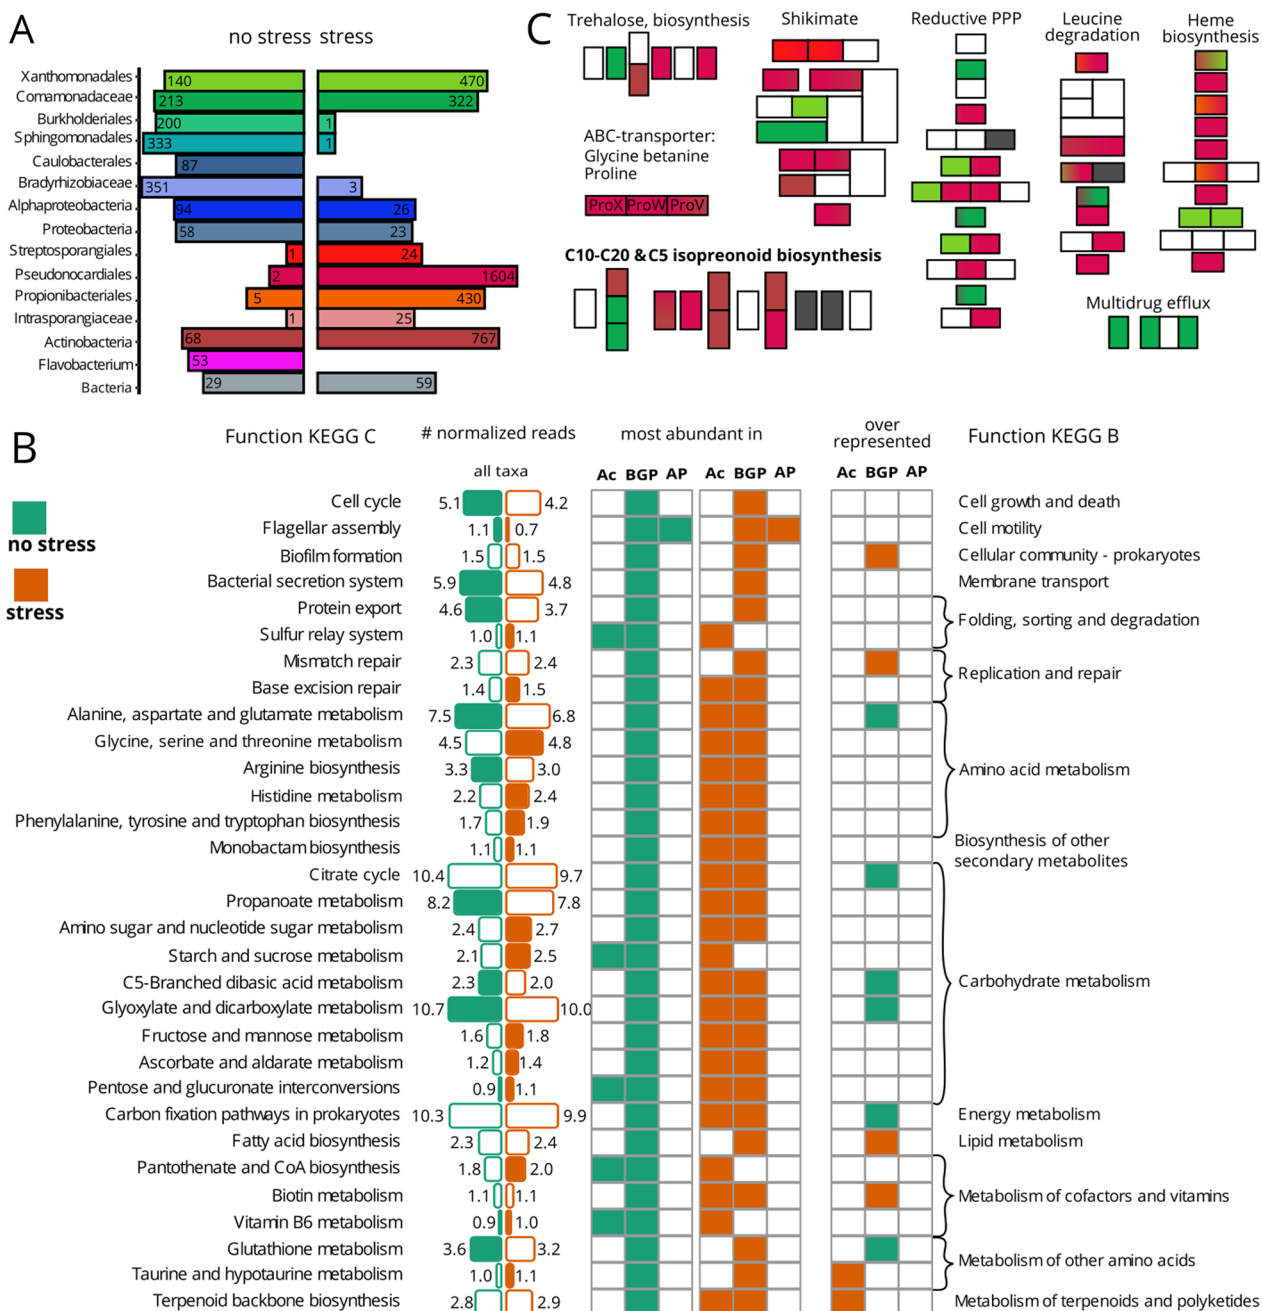 A
no stress stress
Xanthomonadales 140 470
Comamonadaceae 213 322
Burkholderiales 200 1
Sphingomonadales 333 1
Caulobacterales 87
Bradyrhizobiaceae 351 3
Alphaproteobacteria 94 26
Proteobacteria 58 23
Streptosporangiales 1 24
Pseudonocardiales 2 1604
Propionibacteriales 5 430
Intrasporangiaceae 1 25
Actinobacteria 68 767
Flavobacterium 53
Bacteria 29 59
C
Trehalose, biosynthesis
Shikimate
Reductive PPP
Leucine
degradation
Heme
biosynthesis
ABC-transporter:
Glycine betanine
Proline
ProX ProW ProV
C10-C20 & C5 isopreonoid biosynthesis
Multidrug efflux
B
Function KEGG C
# normalized reads
most abundant in
over
represented
Function KEGG B
all taxa
Ac BGP AP Ac BGP AP Ac BGP AP
no stress
stress
Cell cycle 5.1 4.2 Cell growth and death
Flagellar assembly 1.1 0.7 Cell motility
Biofilm formation 1.5 1.5 Cellular community - prokaryotes
Bacterial secretion system 5.9 4.8 Membrane transport
Protein export 4.6 3.7
Folding, sorting and degradation
Sulfur relay system 1.0 1.1
Mismatch repair 2.3 2.4
Replication and repair
Base excision repair 1.4 1.5
Alanine, aspartate and glutamate metabolism 7.5 6.8
Glycine, serine and threonine metabolism 4.5 4.8
Arginine biosynthesis 3.3 3.0 Amino acid metabolism
Histidine metabolism 2.2 2.4
Phenylalanine, tyrosine and tryptophan biosynthesis 1.7 1.9
Monobactam biosynthesis 1.1 1.1 Biosynthesis of other
secondary metabolites
Citrate cycle 10.4 9.7
Propanoate metabolism 8.2 7.8
Amino sugar and nucleotide sugar metabolism 2.4 2.7
Starch and sucrose metabolism 2.1 2.5
C5-Branched dibasic acid metabolism 2.3 2.0 Carbohydrate metabolism
Glyoxylate and dicarboxylate metabolism 10.7 10.0
Fructose and mannose metabolism 1.6 1.8
Ascorbate and aldarate metabolism 1.2 1.4
Pentose and glucuronate interconversions 0.9 1.1
Carbon fixation pathways in prokaryotes 10.3 9.9 Energy metabolism
Fatty acid biosynthesis 2.3 2.4 Lipid metabolism
Pantothenate and CoA biosynthesis 1.8 2.0
Biotin metabolism 1.1 1.1 Metabolism of cofactors and vitamins
Vitamin B6 metabolism 0.9 1.0
Glutathione metabolism 3.6 3.2
Metabolism of other amino acids
Taurine and hypotaurine metabolism 1.0 1.1
Terpenoid backbone biosynthesis 2.8 2.9 Metabolism of terpenoids and polyketides